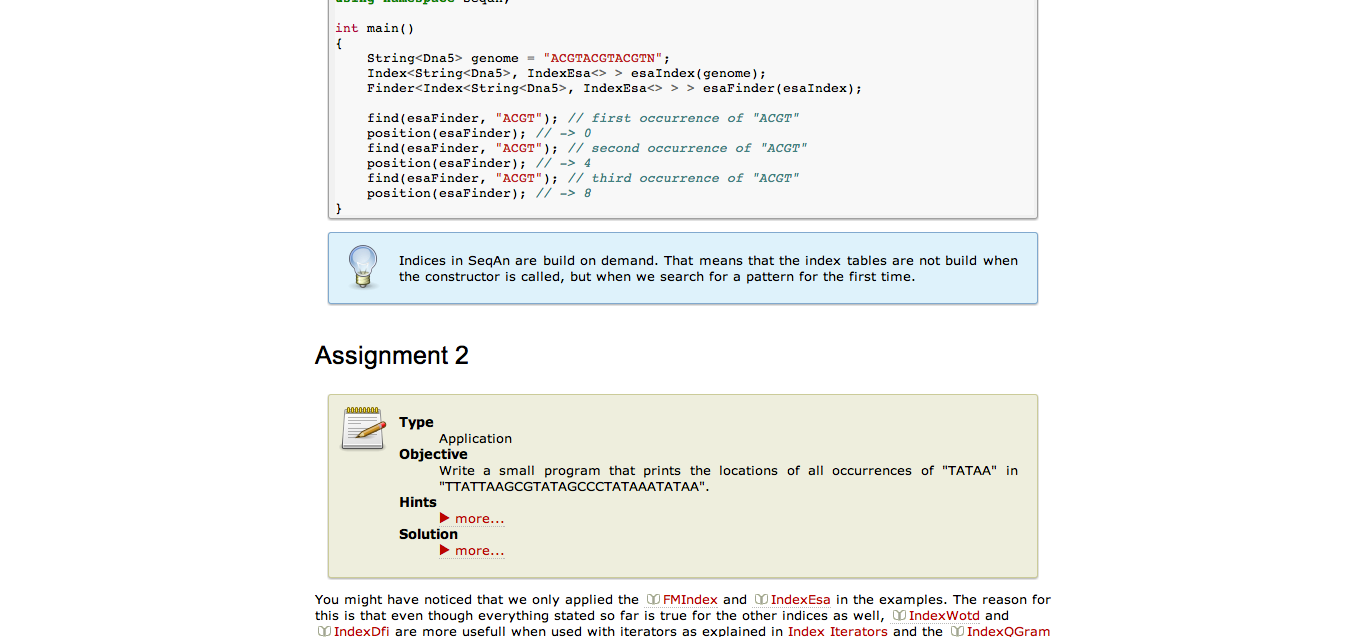 int main()
{
    String<Dna5> genome = "ACGTACGTACGTN";
    Index<String<Dna5>, IndexEsa<> > esaIndex(genome);
    Finder<Index<String<Dna5>, IndexEsa<> > > esaFinder(esaIndex);
    find(esaFinder, "ACGT"); // first occurrence of "ACGT"
    position(esaFinder); // -> 0
    find(esaFinder, "ACGT"); // second occurrence of "ACGT"
    position(esaFinder); // -> 4
    find(esaFinder, "ACGT"); // third occurrence of "ACGT"
    position(esaFinder); // -> 8
}
Indices in SeqAn are build on demand. That means that the index tables are not build when
the constructor is called, but when we search for a pattern for the first time.
Assignment 2
Type
Application
Objective
Write a small program that prints the locations of all occurrences of "TATAA" in
"TTATTAAGCGTATAGCCCTATAAATATAA".
Hints
▶ more...
Solution
▶ more...
You might have noticed that we only applied the FMIndex and IndexEsa in the examples. The reason for
this is that even though everything stated so far is true for the other indices as well, IndexWotd and
IndexDfi are more usefull when used with iterators as explained in Index Iterators and the IndexQGram